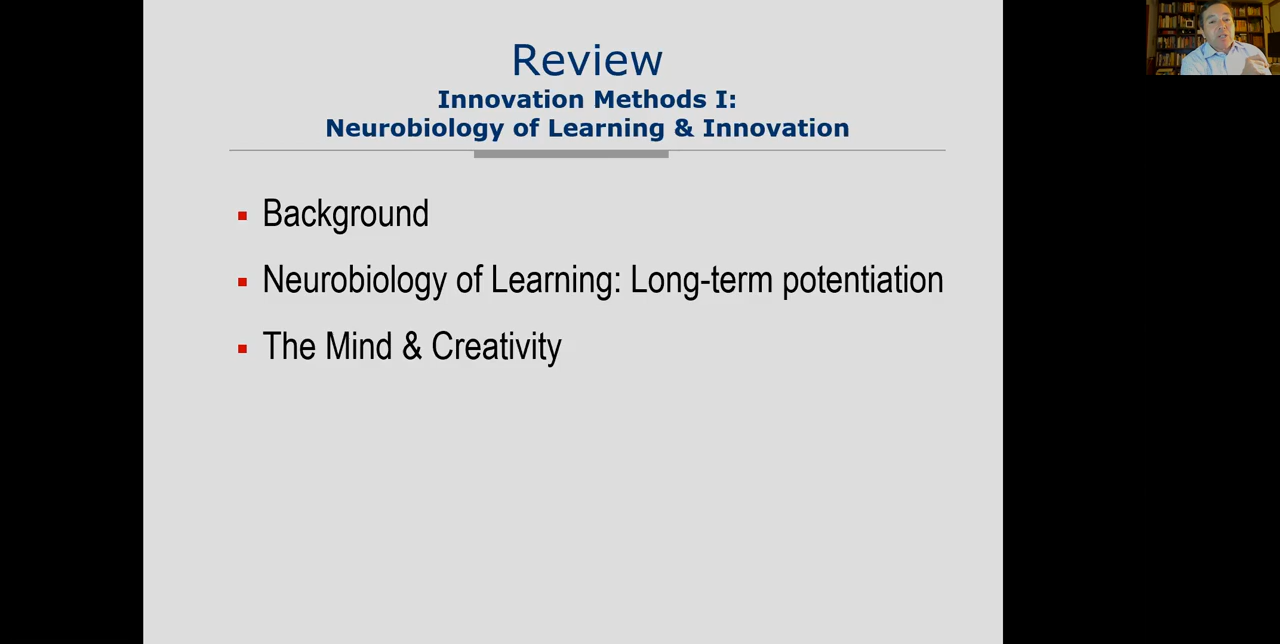 Review
Innovation Methods I:
Neurobiology of Learning & Innovation
Background
Neurobiology of Learning: Long-term potentiation
The Mind & Creativity